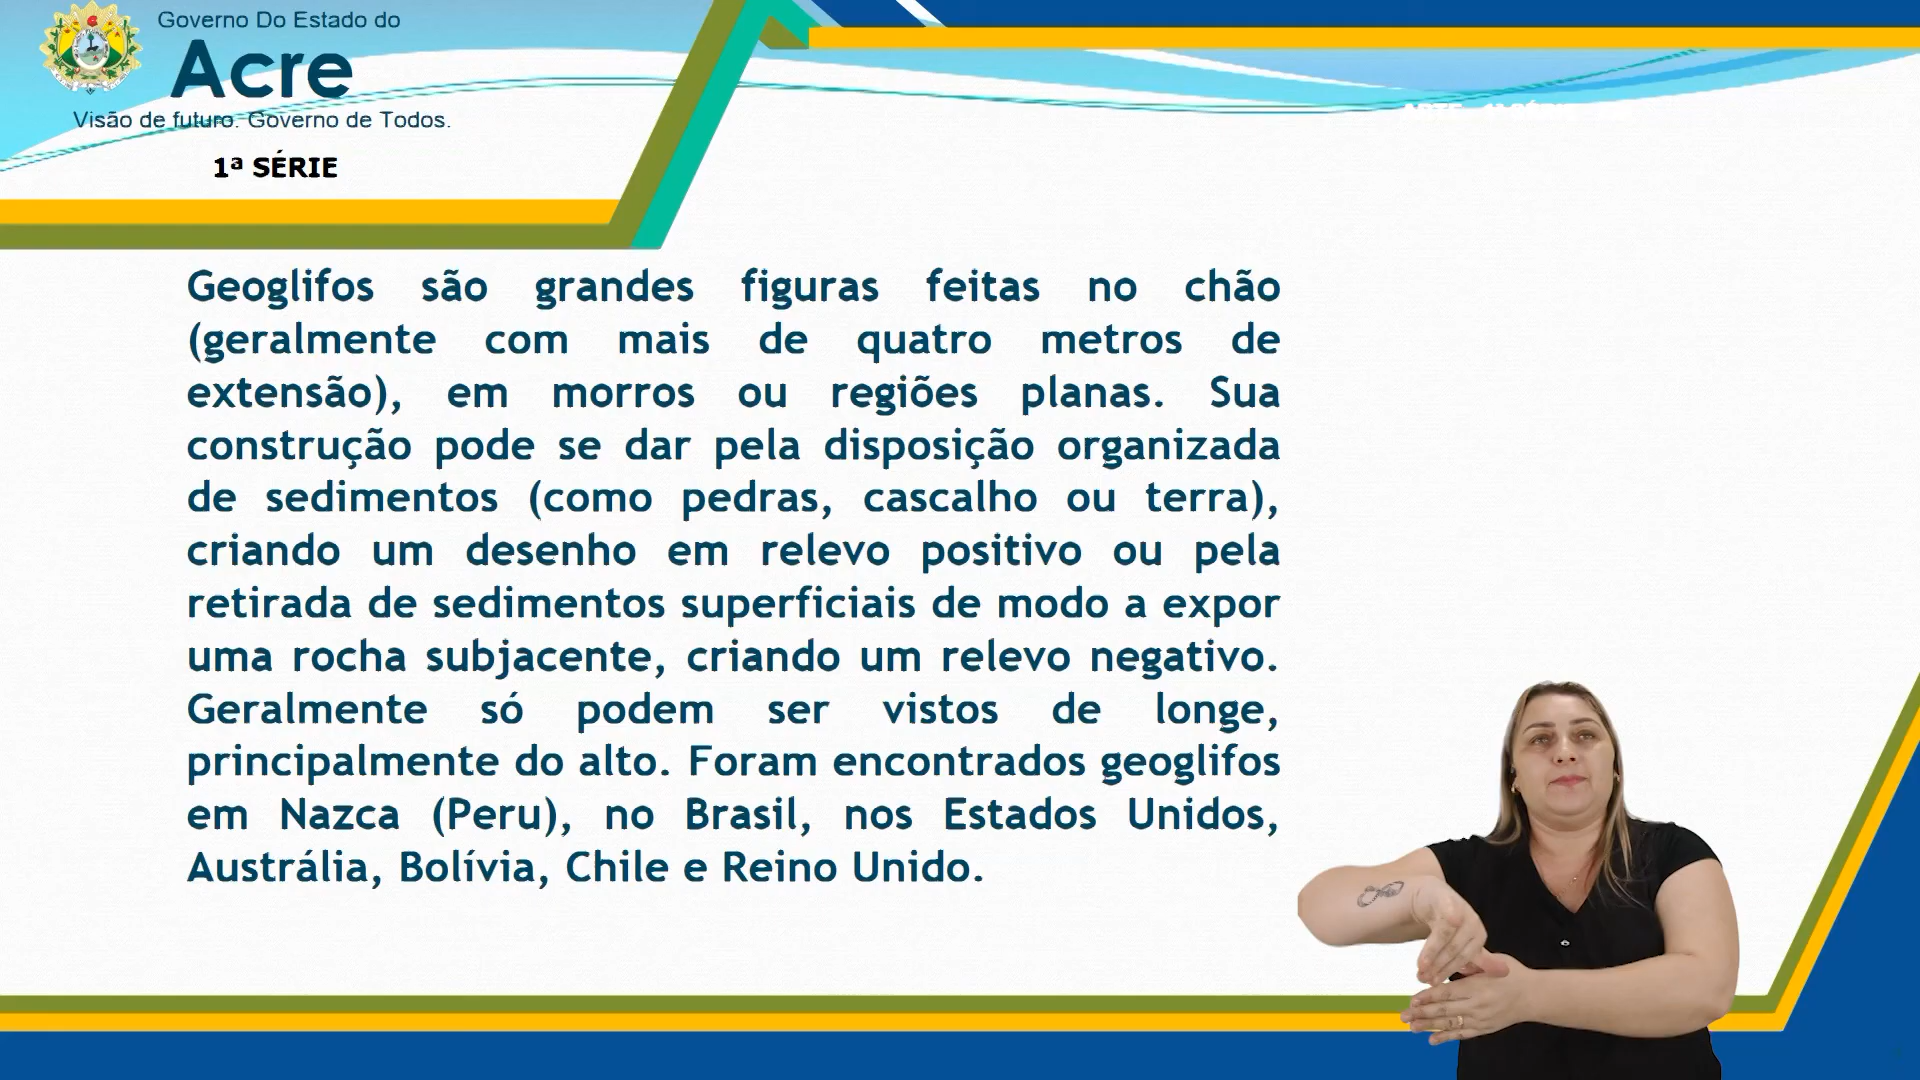 Governo Do Estado do
Acre
Visão de futuro. Governo de Todos.
1ª SÉRIE
Geoglifos são grandes figuras feitas no chão
(geralmente com mais de quatro metros de
extensão), em morros ou regiões planas. Sua
construção pode se dar pela disposição organizada
de sedimentos (como pedras, cascalho ou terra),
criando um desenho em relevo positivo ou pela
retirada de sedimentos superficiais de modo a expor
uma rocha subjacente, criando um relevo negativo.
Geralmente só podem ser vistos de longe,
principalmente do alto. Foram encontrados geoglifos
em Nazca (Peru), no Brasil, nos Estados Unidos,
Austrália, Bolívia, Chile e Reino Unido.